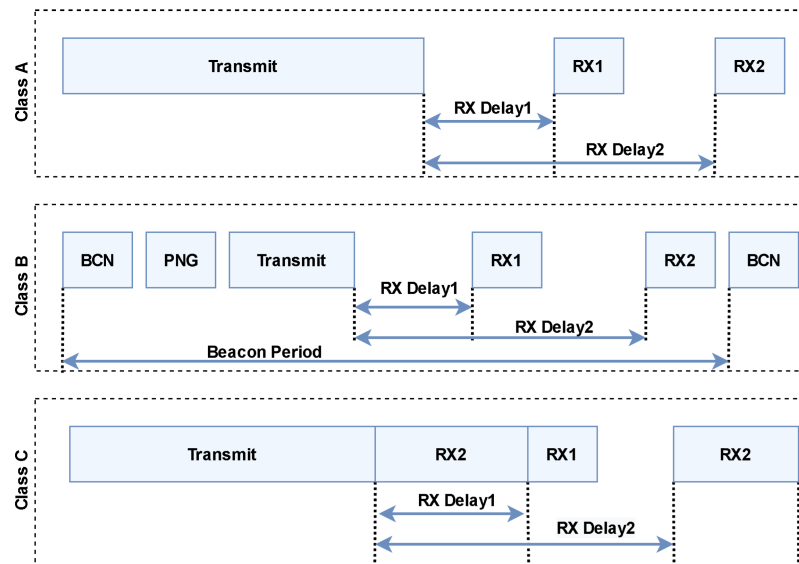 Class A
Transmit
RX1
RX2
RX Delay1
RX Delay2
Class B
BCN
PNG
Transmit
RX1
RX2
BCN
RX Delay1
RX Delay2
Beacon Period
Class C
Transmit
RX2
RX1
RX2
RX Delay1
RX Delay2